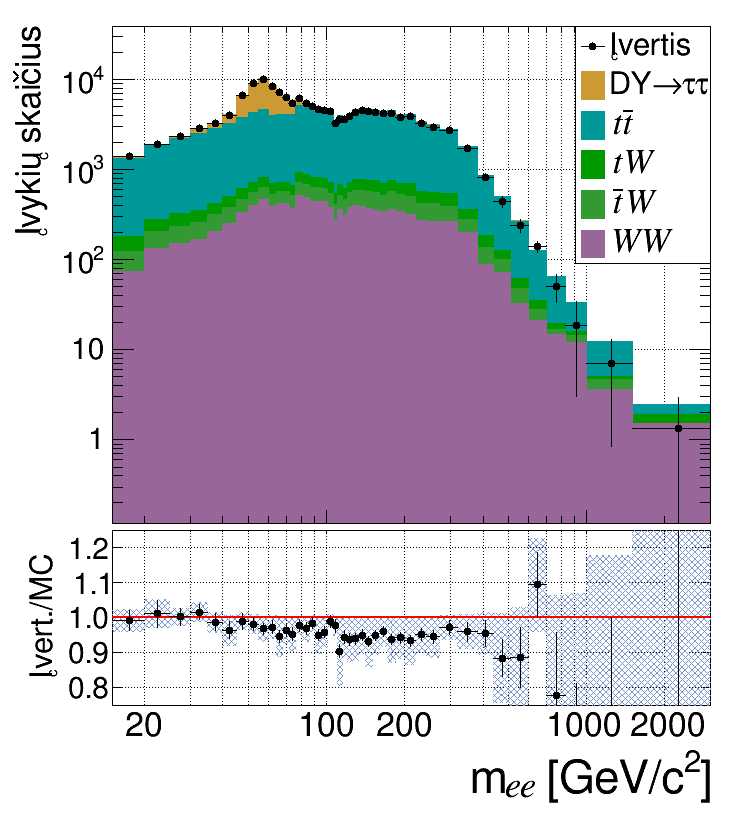 Įvykių skaičius
10⁴
10³
10²
10
1
Įvertis
DY→ττ
tt̄
tW
t̄W
WW
Įvert./MC
1.2
1.1
1.0
0.9
0.8
20 100 200 1000 2000
mₑₑ [GeV/c²]